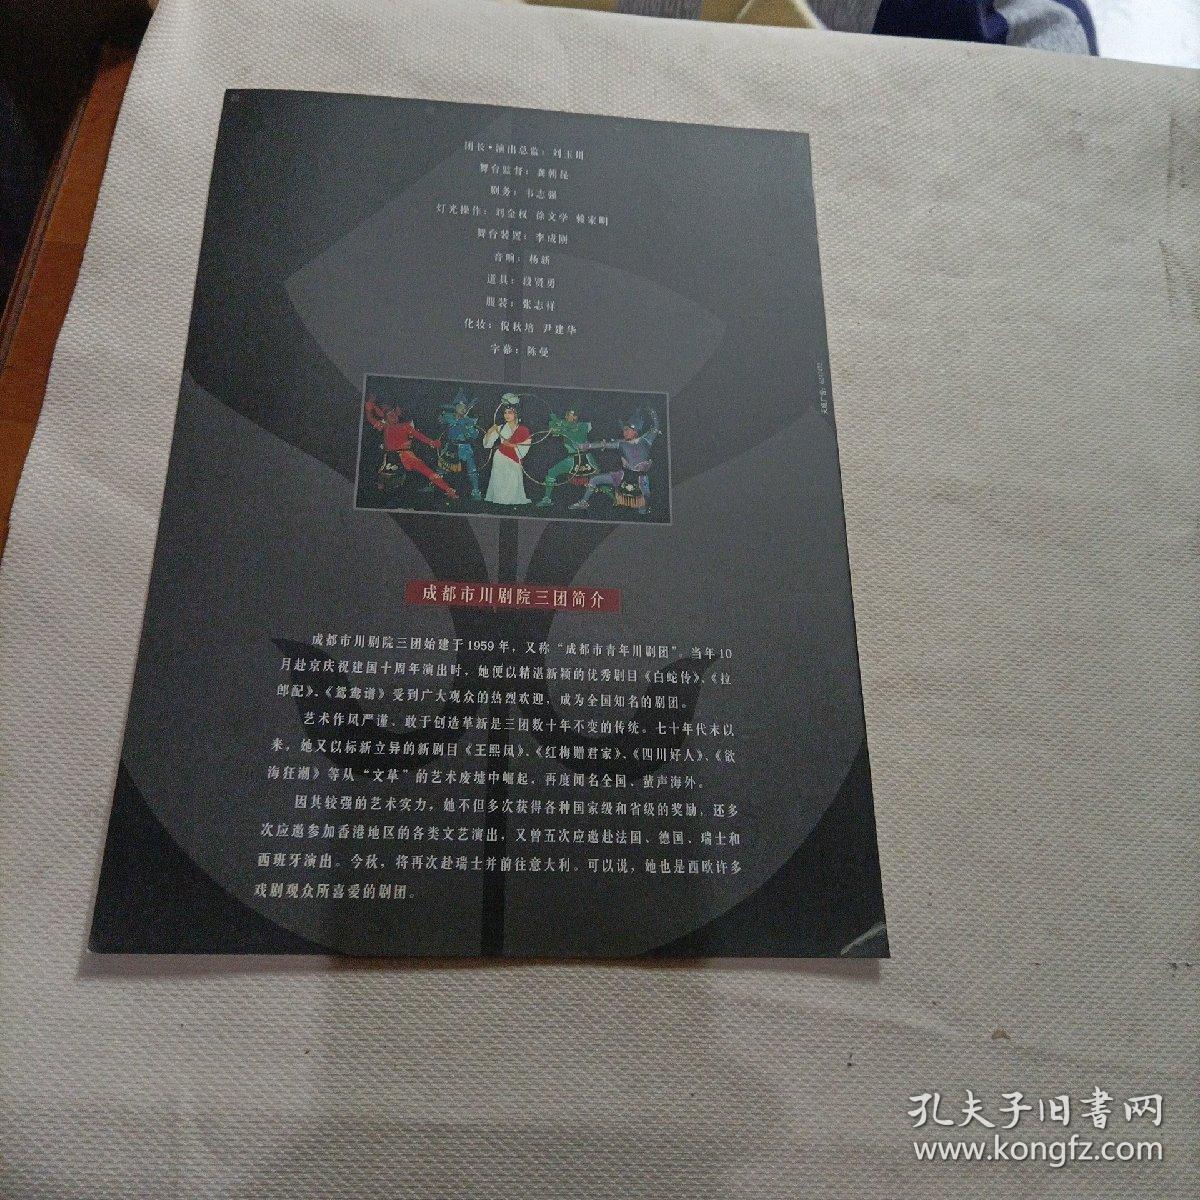 团长·演出总监：刘玉川
舞台监督：龚朝昆
剧务：韦志强
灯光操作：刘金权 徐文学 赖家明
舞台装置：李成刚
音响：杨新
道具：段贤勇
服装：张志祥
化妆：倪秋培 尹建华
字幕：陈曼
成都市川剧院三团简介
成都市川剧院三团始建于1959年，又称“成都市青年川剧团”。当年10
月赴京庆祝建国十周年演出时，她便以精湛新颖的优秀剧目《白蛇传》、《拉
郎配》、《鸳鸯谱》受到广大观众的热烈欢迎，成为全国知名的剧团。
艺术作风严谨、敢于创造革新是三团数十年不变的传统。七十年代末以
来，她又以标新立异的新剧目《王熙凤》、《红梅赠君家》、《四川好人》、《欲
海狂潮》等从“文革”的艺术废墟中崛起，再度闻名全国、蜚声海外。
因其较强的艺术实力，她不但多次获得各种国家级和省级的奖励，还多
次应邀参加香港地区的各类文艺演出，又曾五次应邀赴法国、德国、瑞士和
西班牙演出。今秋，将再次赴瑞士并前往意大利。可以说，她也是西欧许多
戏剧观众所喜爱的剧团。
孔夫子旧書网
www.kongfz.com